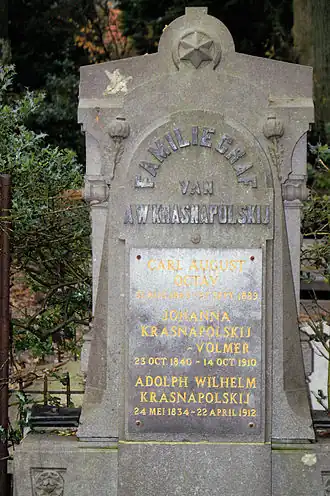 FAMILIE GRAF
VAN
A.W. KRASNAPOLSKIJ
CARL AUGUST
1889
JOHANNA
KRASNAPOLSKIJ
-VOLMER
23 OCT 1840 - 14 OCT 1910
ADOLPH WILHELM
KRASNAPOLSKIJ
24 MEI 1834 - 22 APRIL 1912